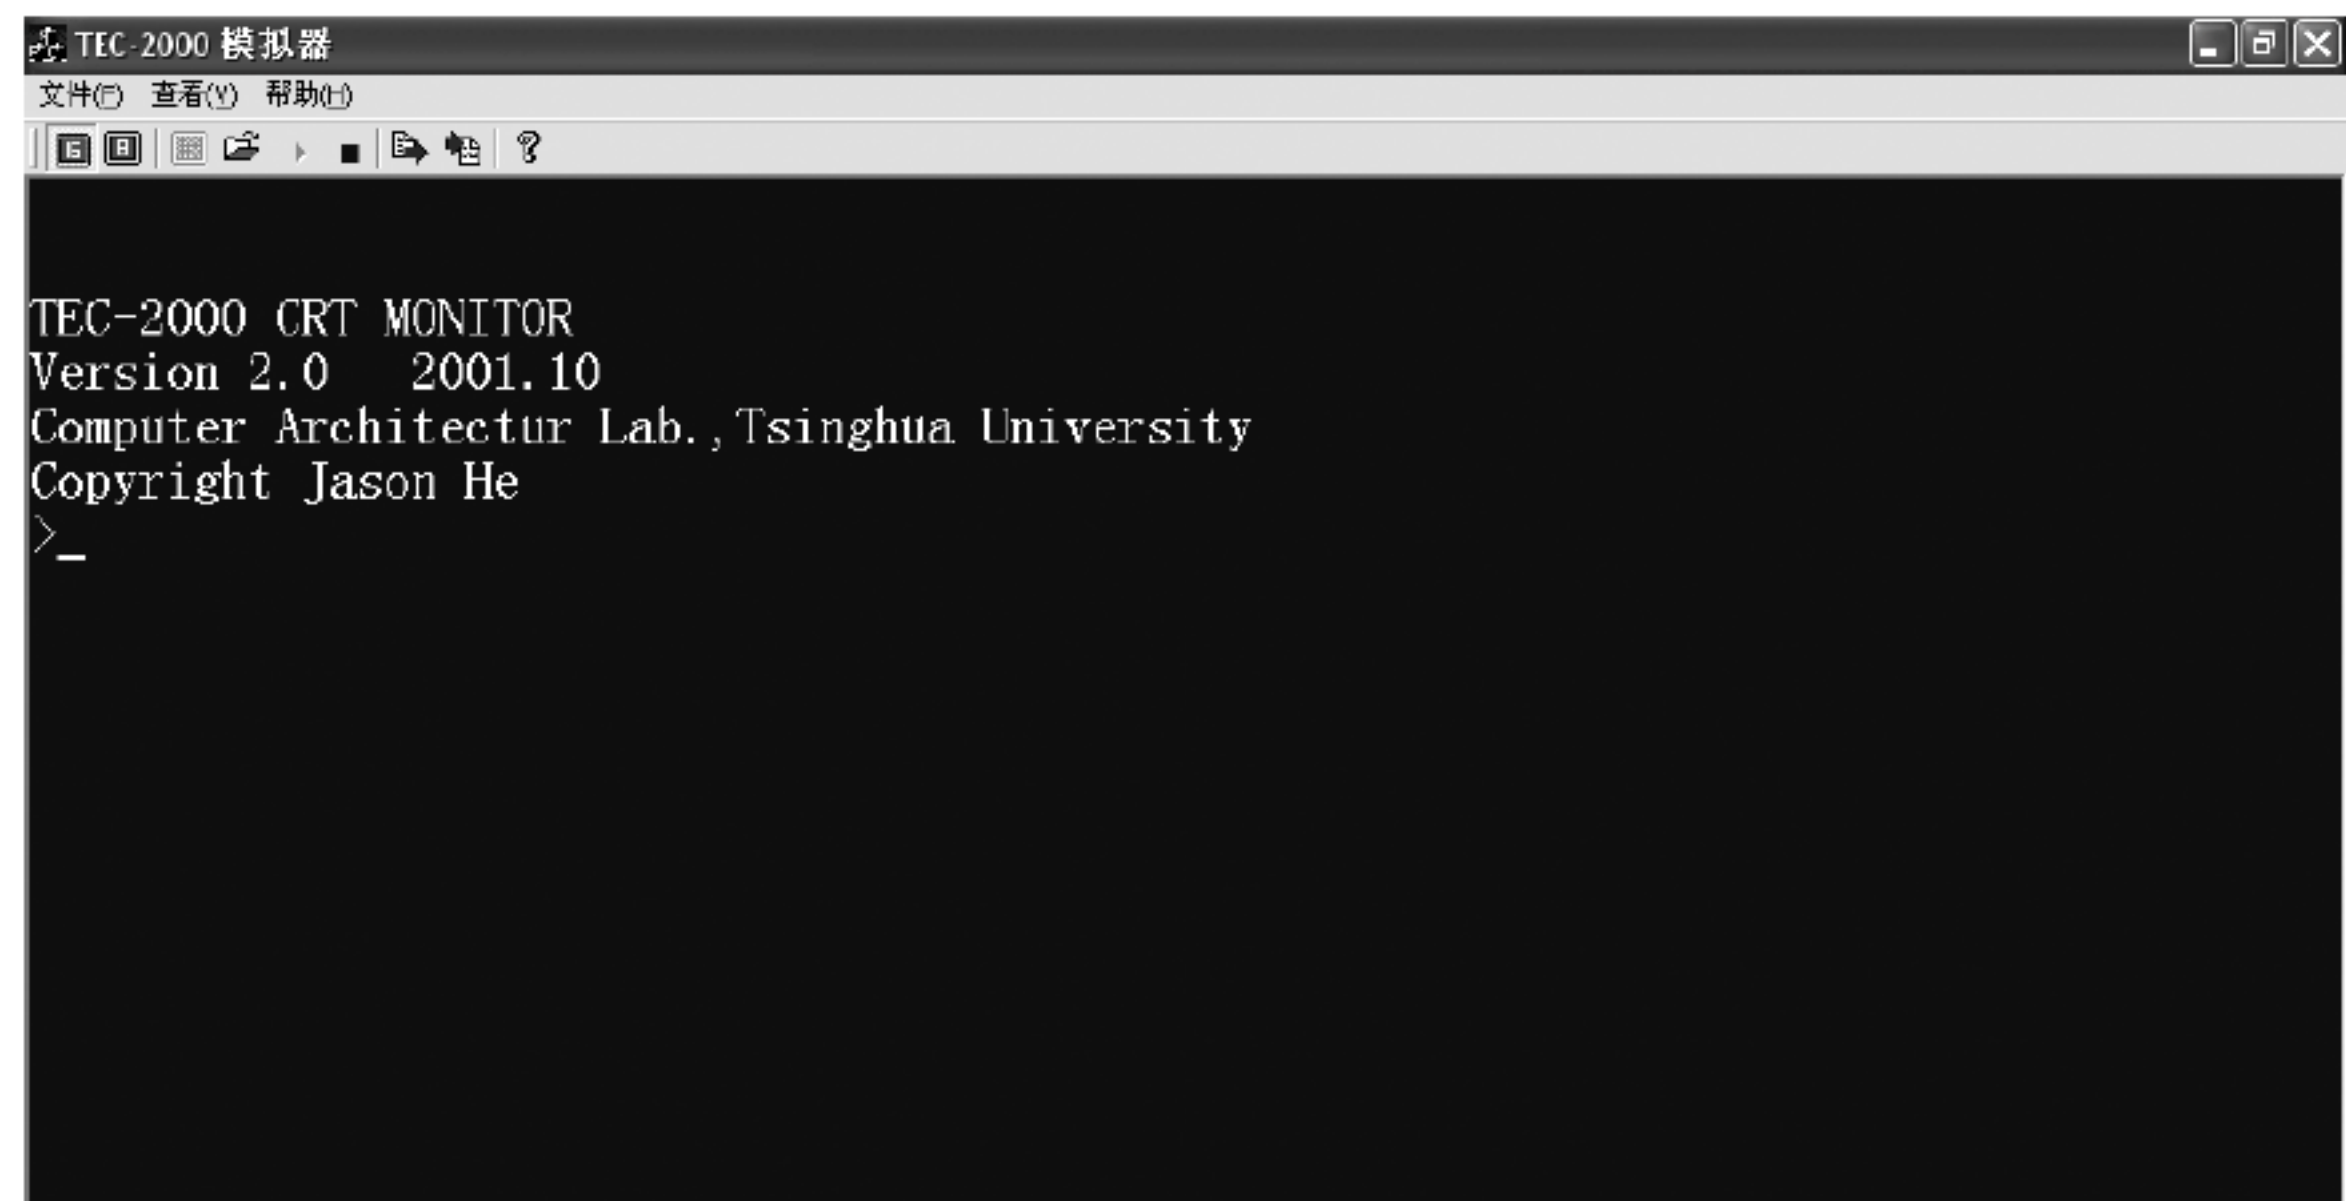 TEC-2000 模拟器
文件(F) 查看(V) 帮助(H)
TEC-2000 CRT MONITOR
Version 2.0 2001.10
Computer Architectur Lab.,Tsinghua University
Copyright Jason He
>_